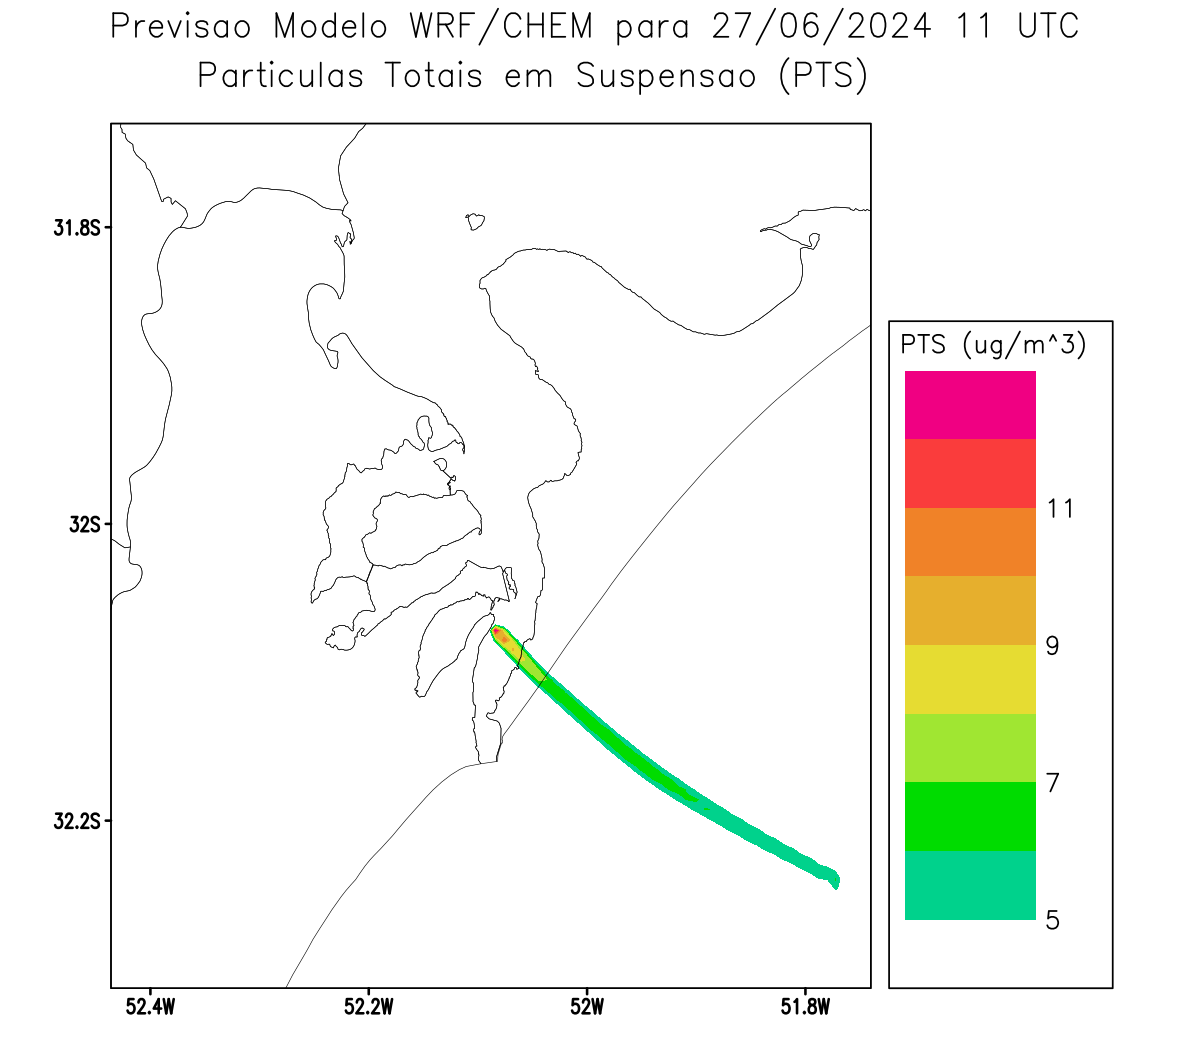 Previsao Modelo WRF/CHEM para 27/06/2024 11 UTC
Particulas Totais em Suspensao (PTS)
31.8S
32S
32.2S
52.4W
52.2W
52W
51.8W
PTS (ug/m^3)
11
9
7
5